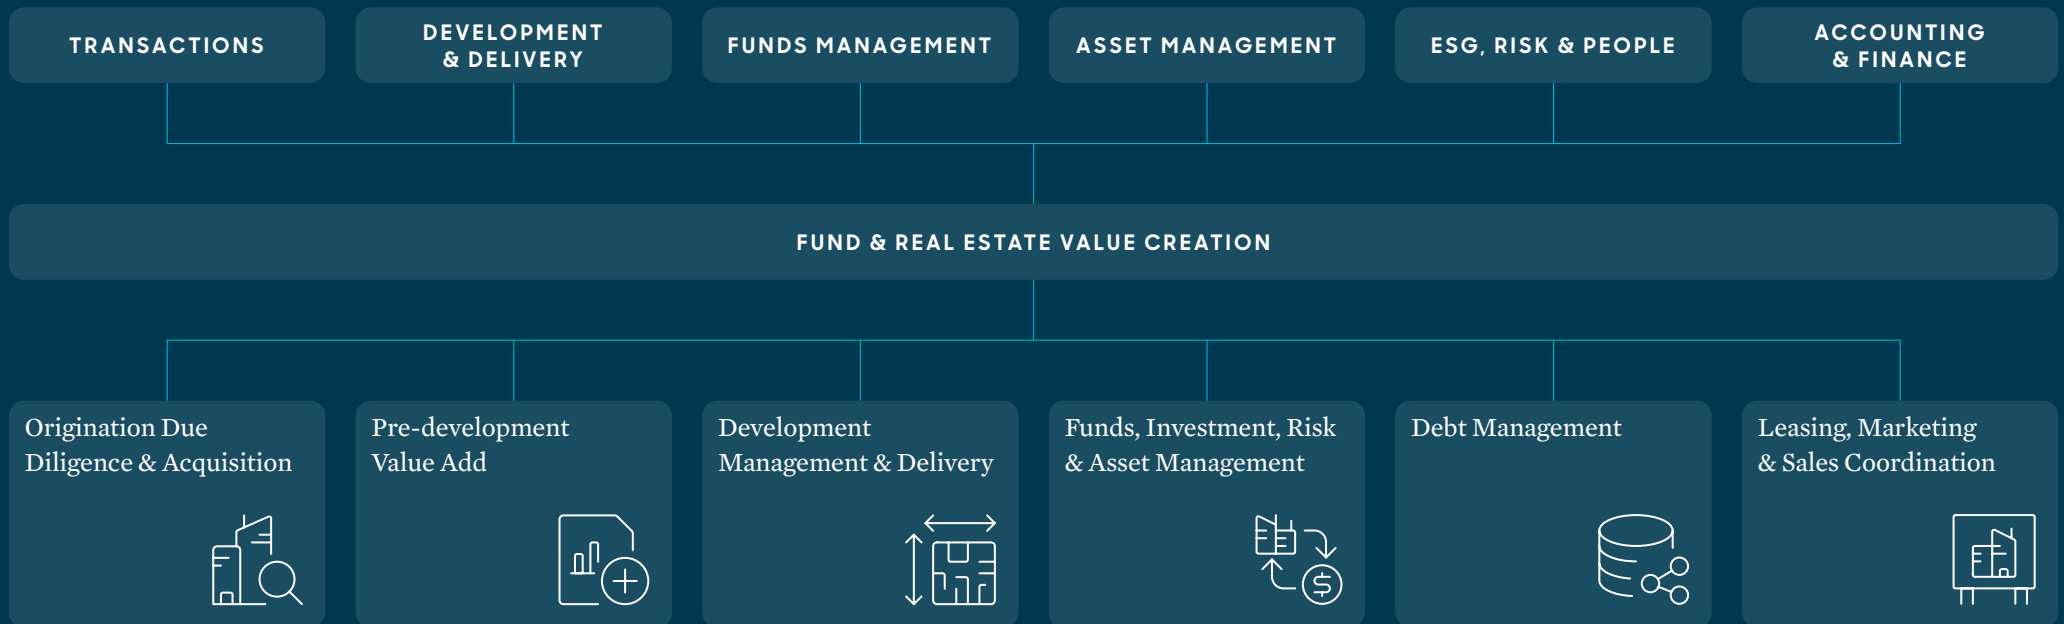 TRANSACTIONS
DEVELOPMENT
& DELIVERY
FUNDS MANAGEMENT
ASSET MANAGEMENT
ESG, RISK & PEOPLE
ACCOUNTING
& FINANCE
FUND & REAL ESTATE VALUE CREATION
Origination Due
Diligence & Acquisition
Pre-development
Value Add
Development
Management & Delivery
Funds, Investment, Risk
& Asset Management
Debt Management
Leasing, Marketing
& Sales Coordination
$